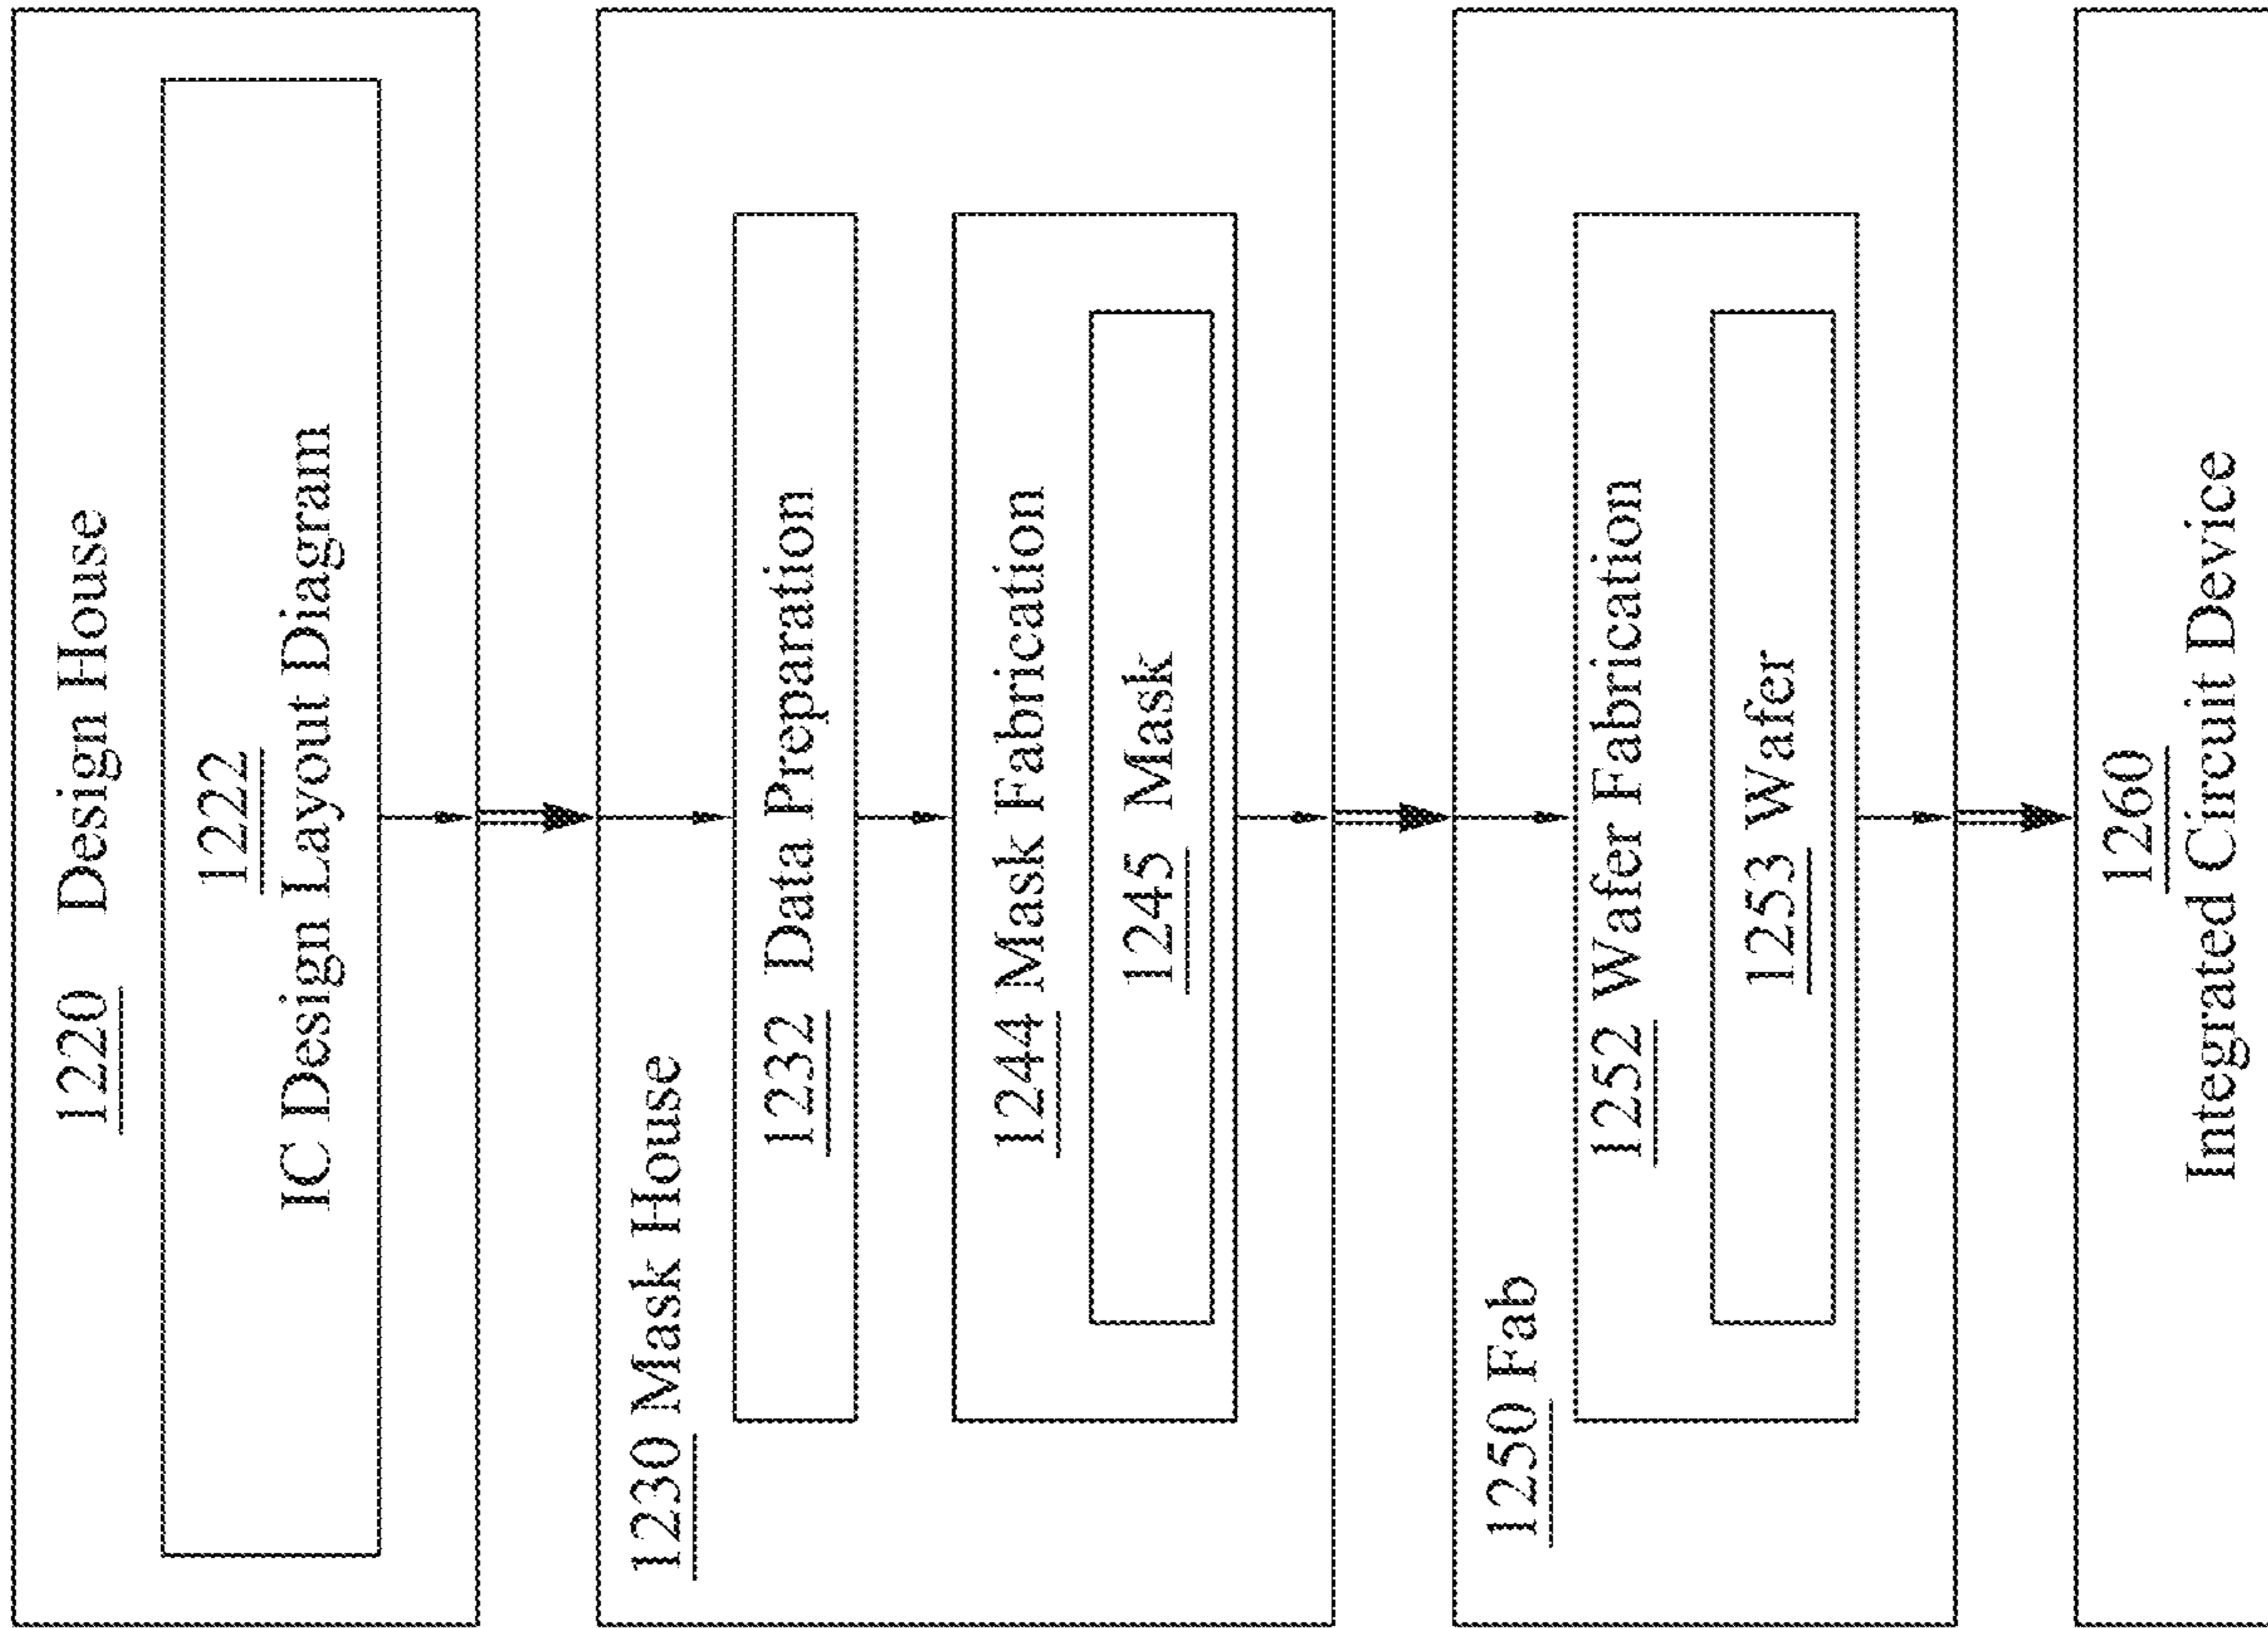 1220 Design House
1222
IC Design Layout Diagram
1230 Mask House
1232 Data Preparation
1244 Mask Fabrication
1245 Mask
1250 Fab
1252 Wafer Fabrication
1253 Wafer
1260
Integrated Circuit Device